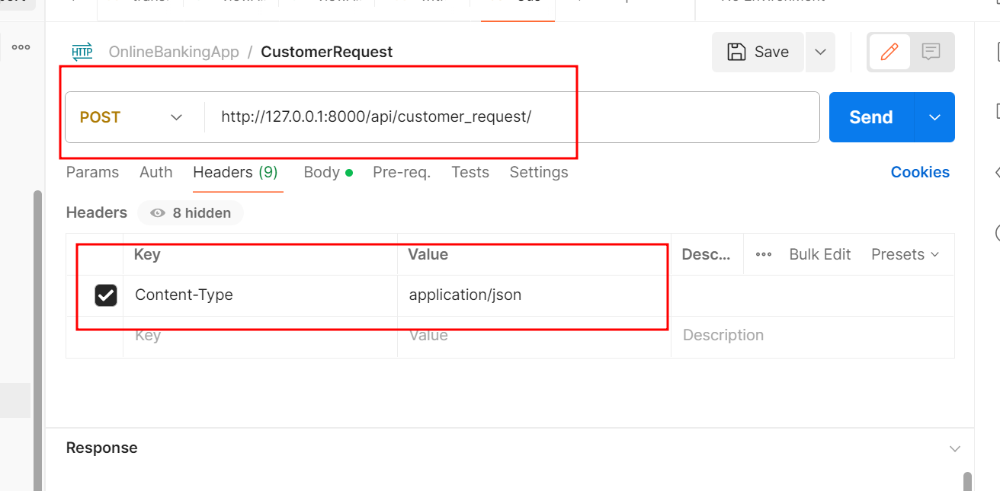 HTTP OnlineBankingApp / CustomerRequest
Save
POST http://127.0.0.1:8000/api/customer_request/
Send
Params Auth Headers (9) Body Pre-req. Tests Settings
Cookies
Headers 8 hidden
Key Value Desc... Bulk Edit Presets
Content-Type application/json
Key Value Description
Response